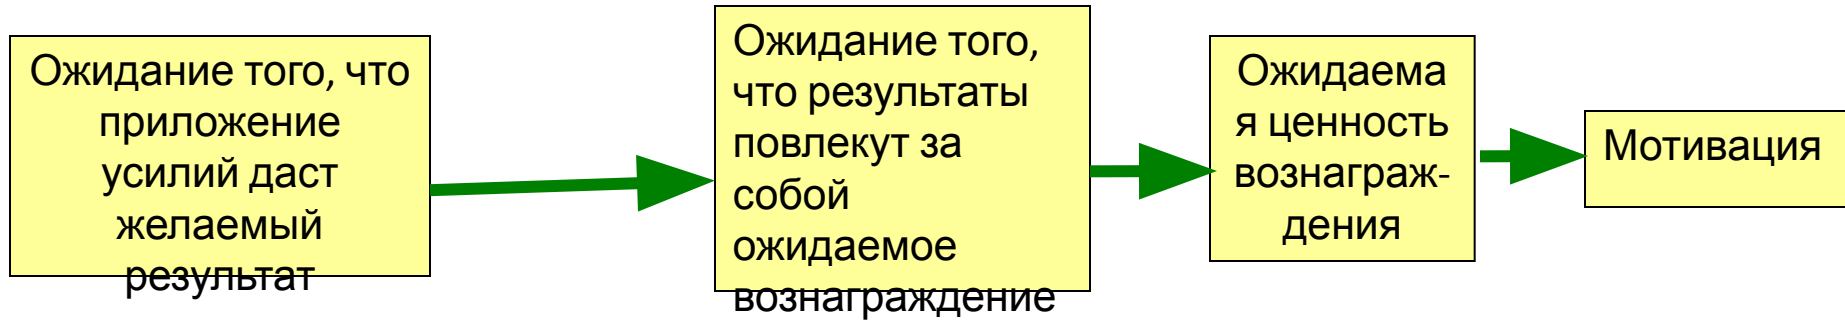 Ожидание того, что
приложение
усилий даст
желаемый
результат
Ожидание того,
что результаты
повлекут за
собой
ожидаемое
вознаграждение
Ожидаема
я ценность
вознаграж-
дения
Мотивация